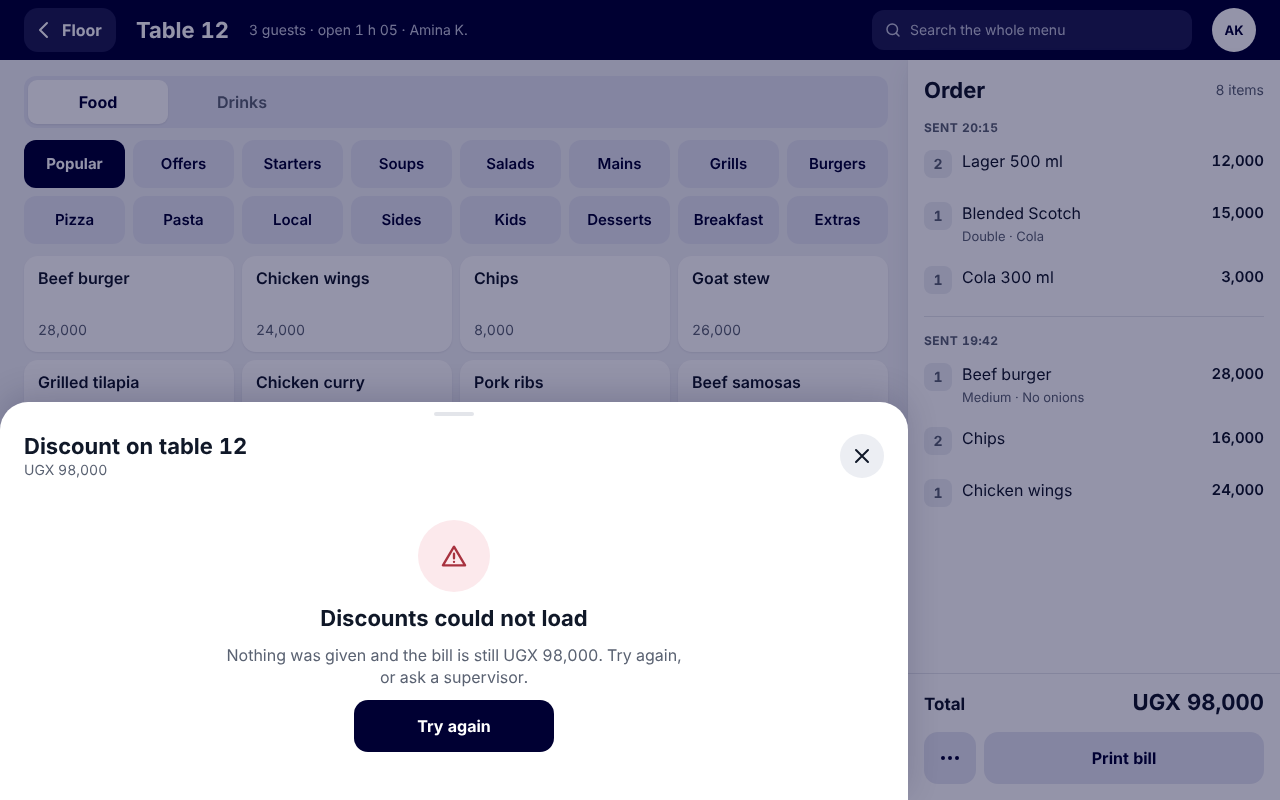 Floor
Table 12
3 guests · open 1 h 05 · Amina K.
Search the whole menu
AK
Food
Drinks
Popular
Offers
Starters
Soups
Salads
Mains
Grills
Burgers
Pizza
Pasta
Local
Sides
Kids
Desserts
Breakfast
Extras
Beef burger
28,000
Chicken wings
24,000
Chips
8,000
Goat stew
26,000
Grilled tilapia
Chicken curry
Pork ribs
Beef samosas
Discount on table 12
UGX 98,000
Discounts could not load
Nothing was given and the bill is still UGX 98,000. Try again,
or ask a supervisor.
Try again
Order
8 items
SENT 20:15
2 Lager 500 ml 12,000
1 Blended Scotch 15,000
Double · Cola
1 Cola 300 ml 3,000
SENT 19:42
1 Beef burger 28,000
Medium · No onions
2 Chips 16,000
1 Chicken wings 24,000
Total UGX 98,000
Print bill